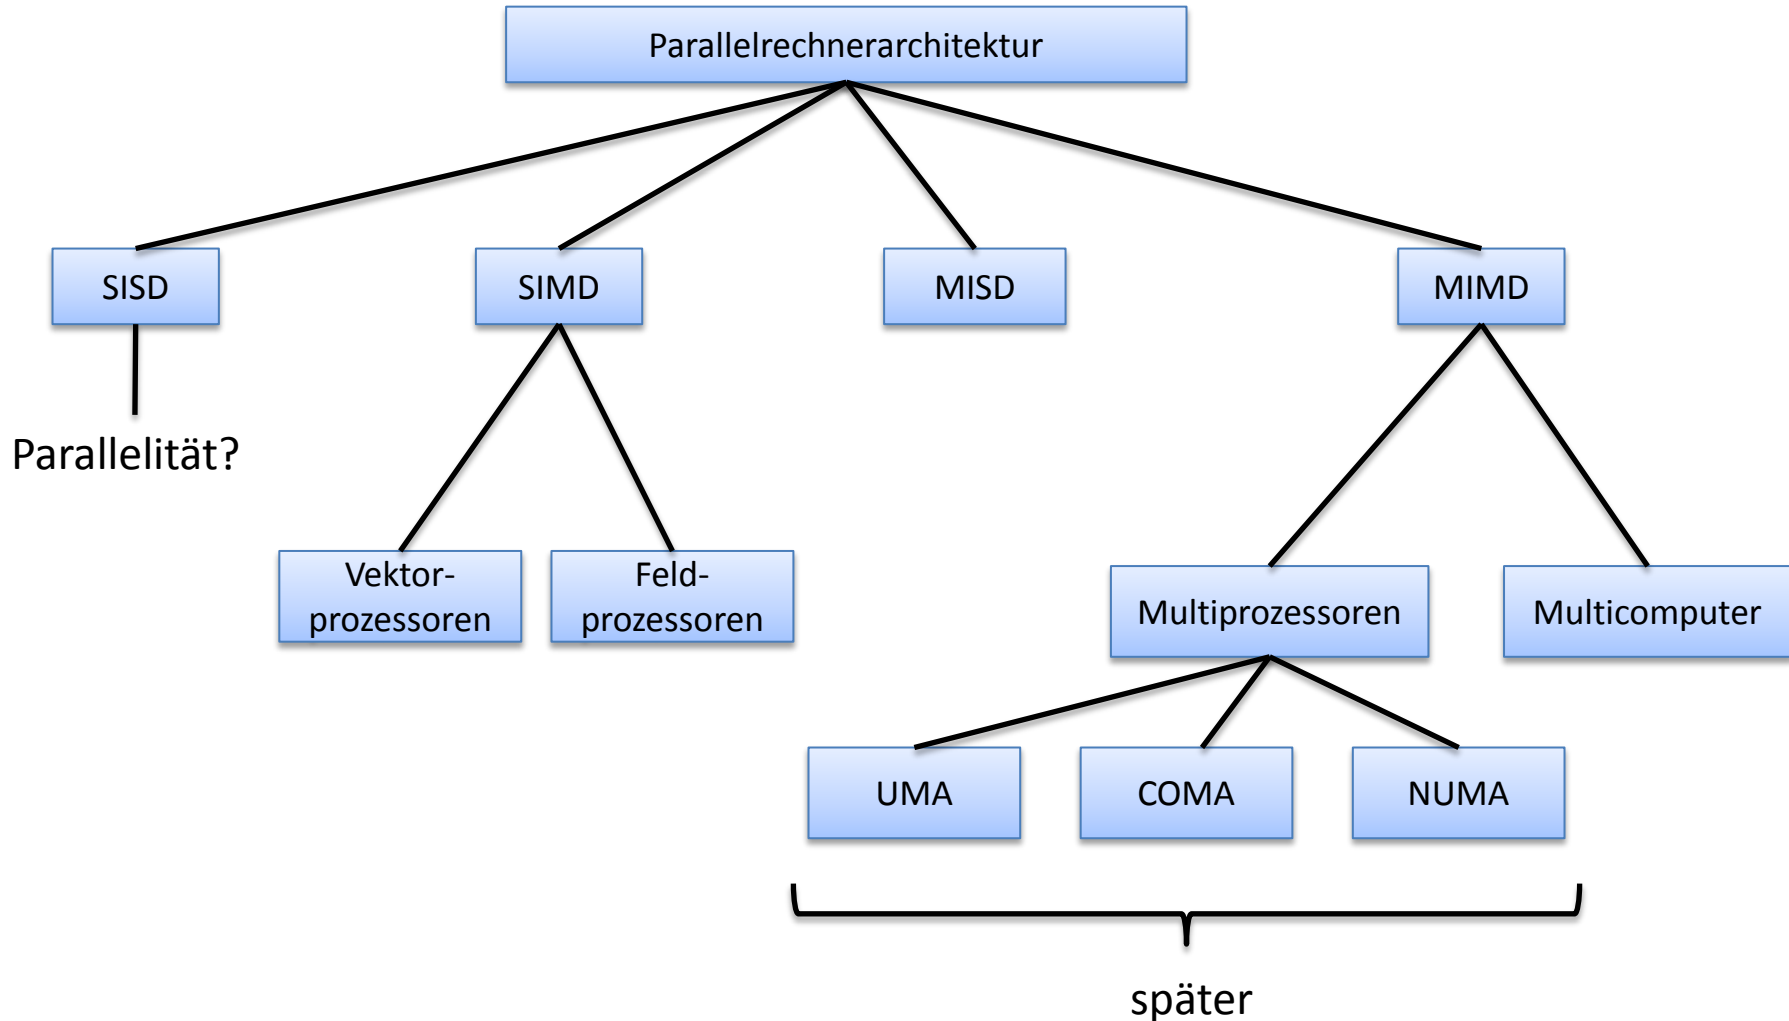 Parallelrechnerarchitektur
SISD
SIMD
MISD
MIMD
Parallelität?
Vektor-
prozessoren
Feld-
prozessoren
Multiprozessoren
Multicomputer
UMA
COMA
NUMA
später